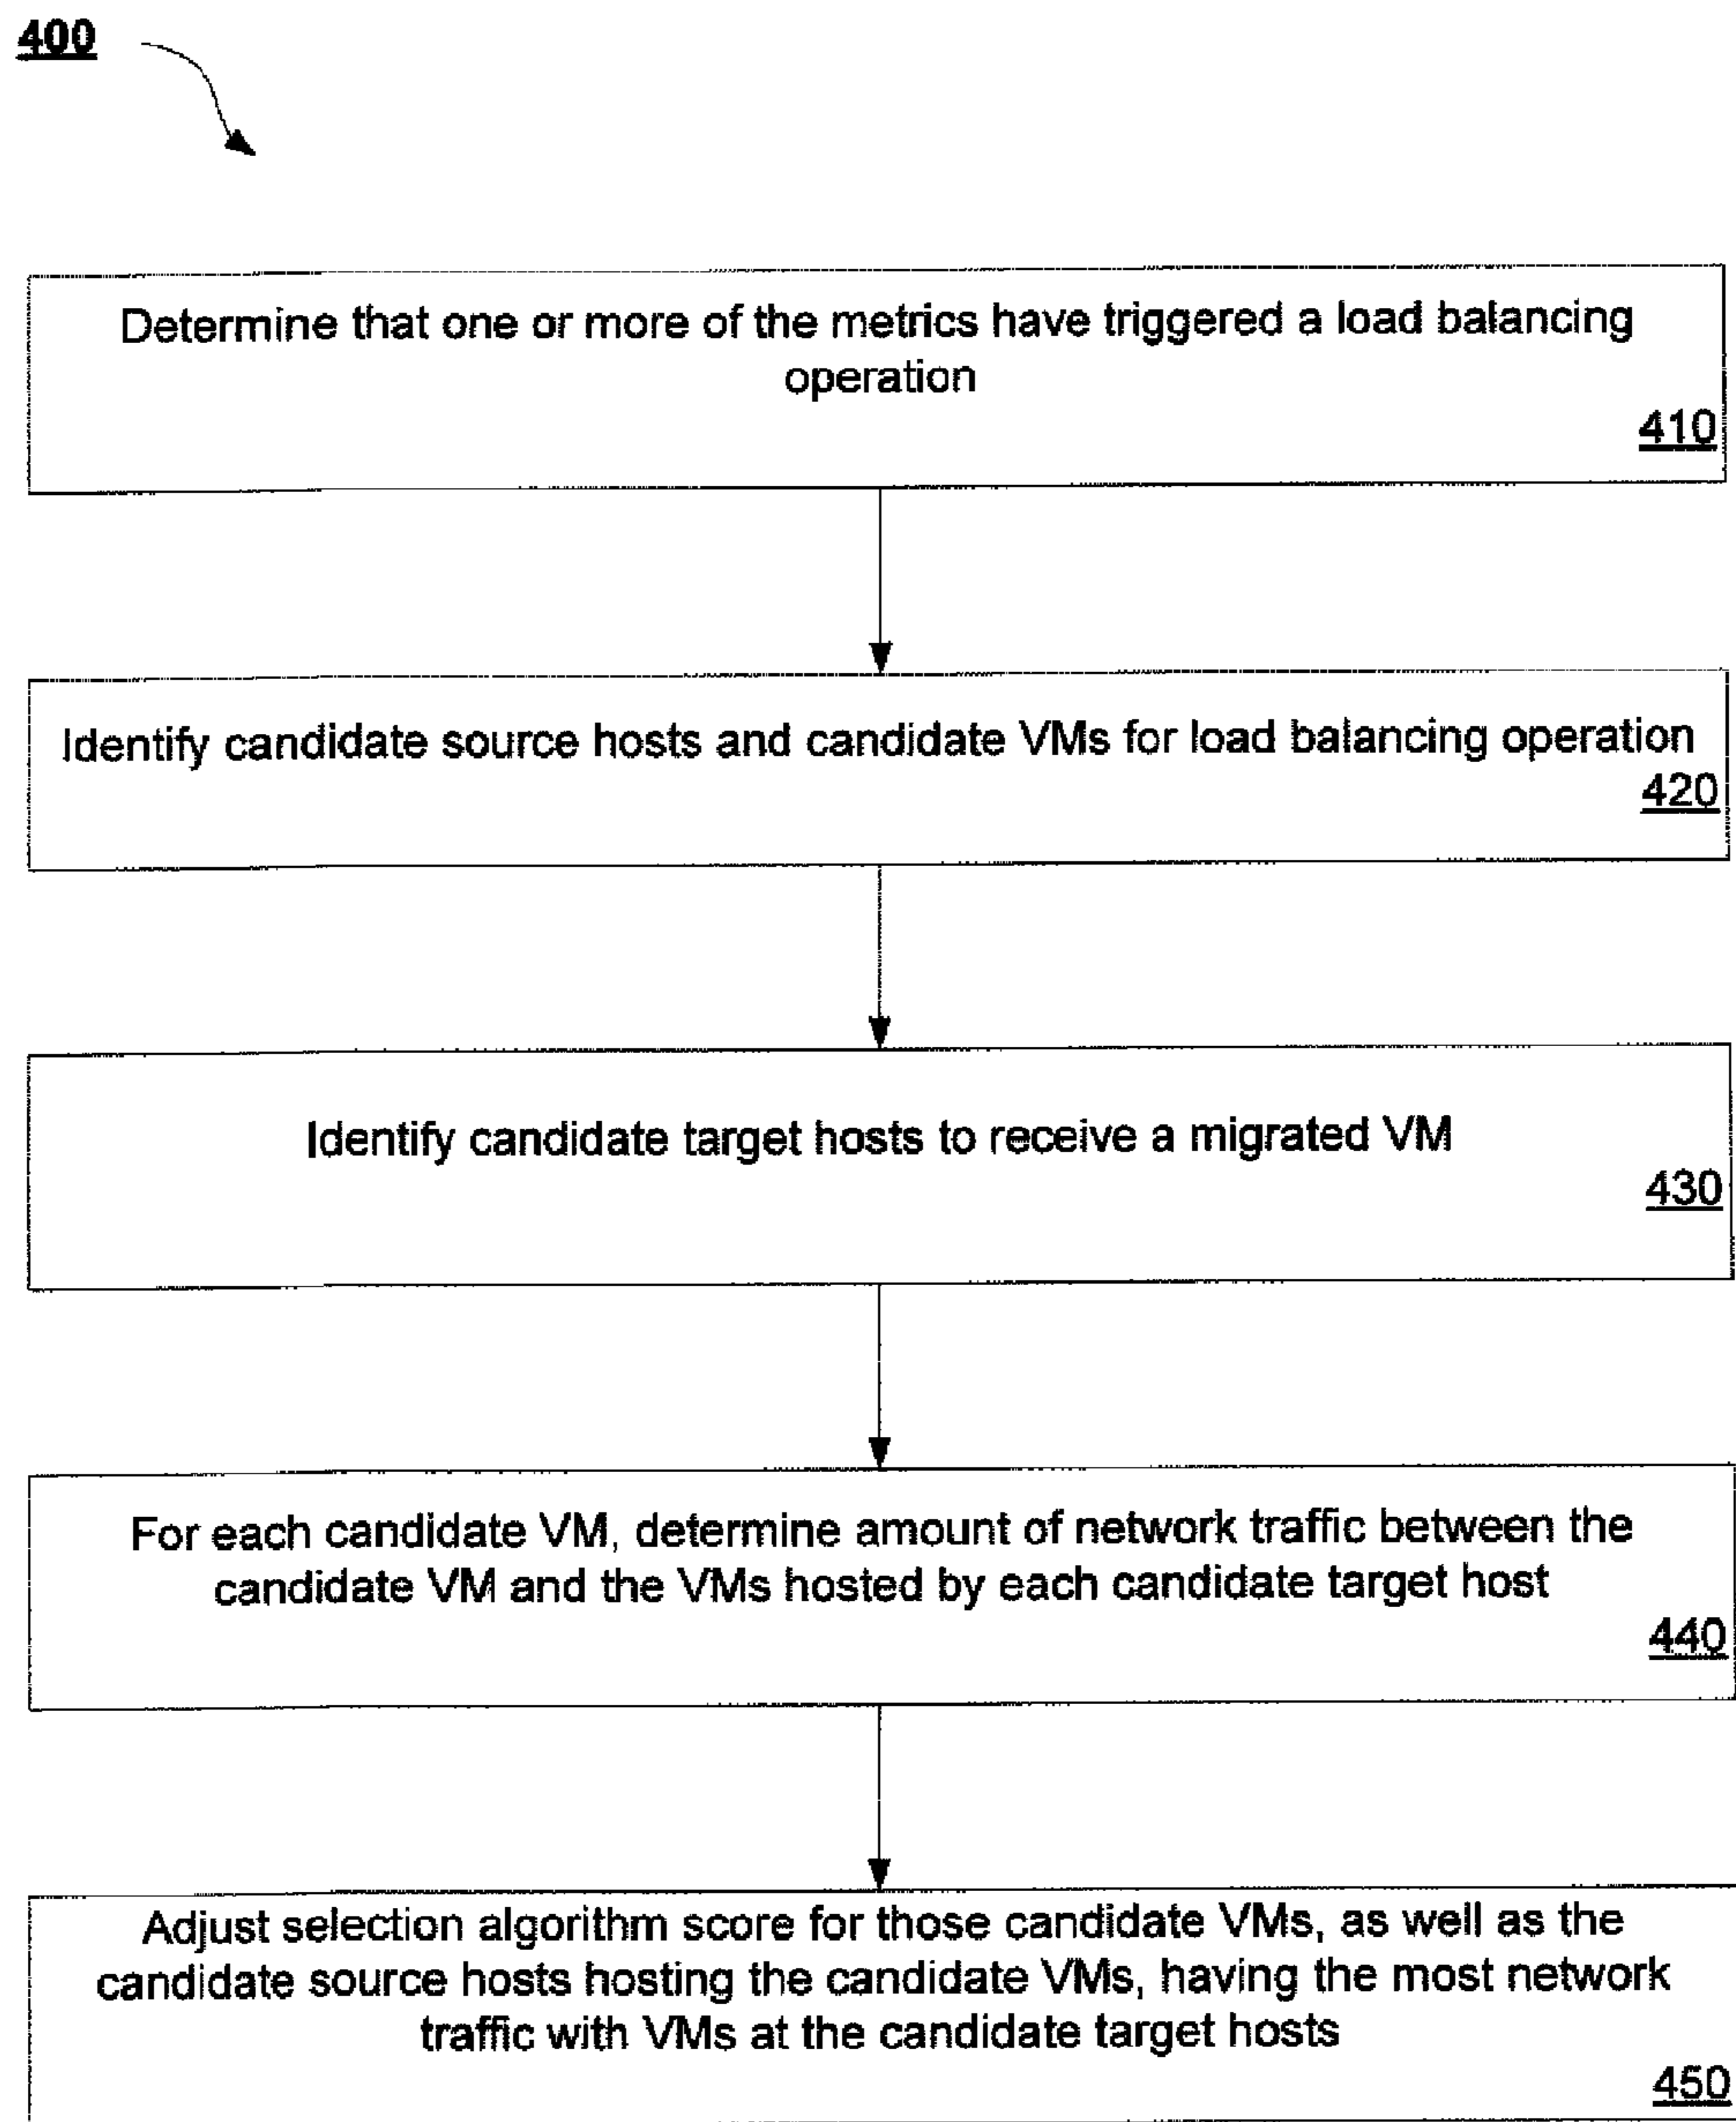 400
Determine that one or more of the metrics have triggered a load balancing
operation
410
Identify candidate source hosts and candidate VMs for load balancing operation
420
Identify candidate target hosts to receive a migrated VM
430
For each candidate VM, determine amount of network traffic between the
candidate VM and the VMs hosted by each candidate target host
440
Adjust selection algorithm score for those candidate VMs, as well as the
candidate source hosts hosting the candidate VMs, having the most network
traffic with VMs at the candidate target hosts
450